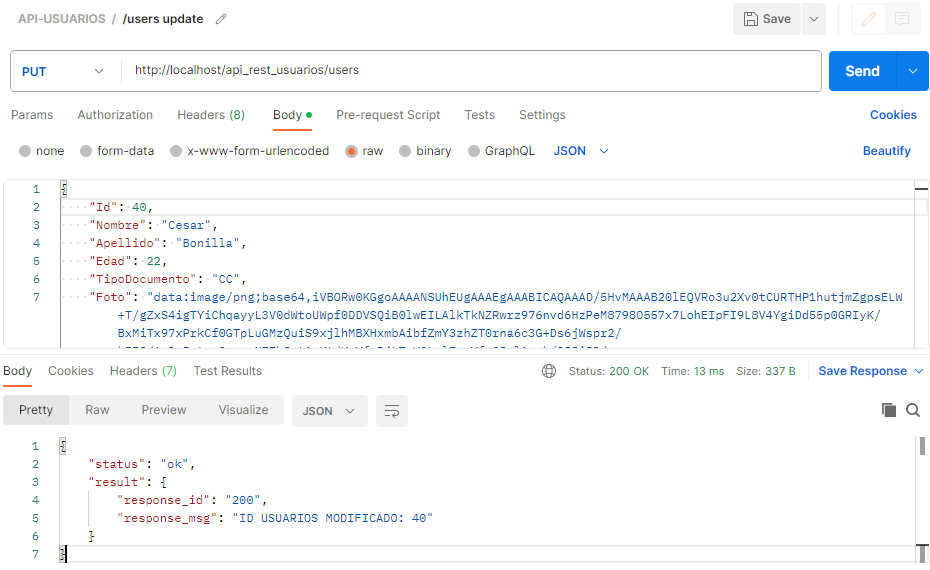 API-USUARIOS / /users update
Save
PUT http://localhost/api_rest_usuarios/users Send
Params Authorization Headers (8) Body Pre-request Script Tests Settings Cookies
none form-data x-www-form-urlencoded raw binary GraphQL JSON Beautify
1 {
2 "Id": 40,
3 "Nombre": "Cesar",
4 "Apellido": "Bonilla",
5 "Edad": 22,
6 "TipoDocumento": "CC",
7 "Foto": "data:image/png;base64,iVBORw0KGgoAAAANSUhEUgAAAEgAAABICAQAAAD/5HvMAAAB20lEQVRo3u2Xv0tCURTHP1hutjmZgpsELW
+T/gZxS4igTYiChqayyL3V0dWtoUWpf0DDVSQiB0lwEILAlkTkNZRwrz976nvd6HzPeM8798O557x7LohEIpFI9L8V4YgiDd55p0GRIyK/
BxMiTx97xPrkCf0GTpLuGMzQuiS9xjlhMBXHxmbAibfZmY3zhZT0rna6c3G+Ds6jWspr2/
Body Cookies Headers (7) Test Results Status: 200 OK Time: 13 ms Size: 337 B Save Response
Pretty Raw Preview Visualize JSON
1 {
2 "status": "ok",
3 "result": {
4 "response_id": "200",
5 "response_msg": "ID USUARIOS MODIFICADO: 40"
6 }
7 }